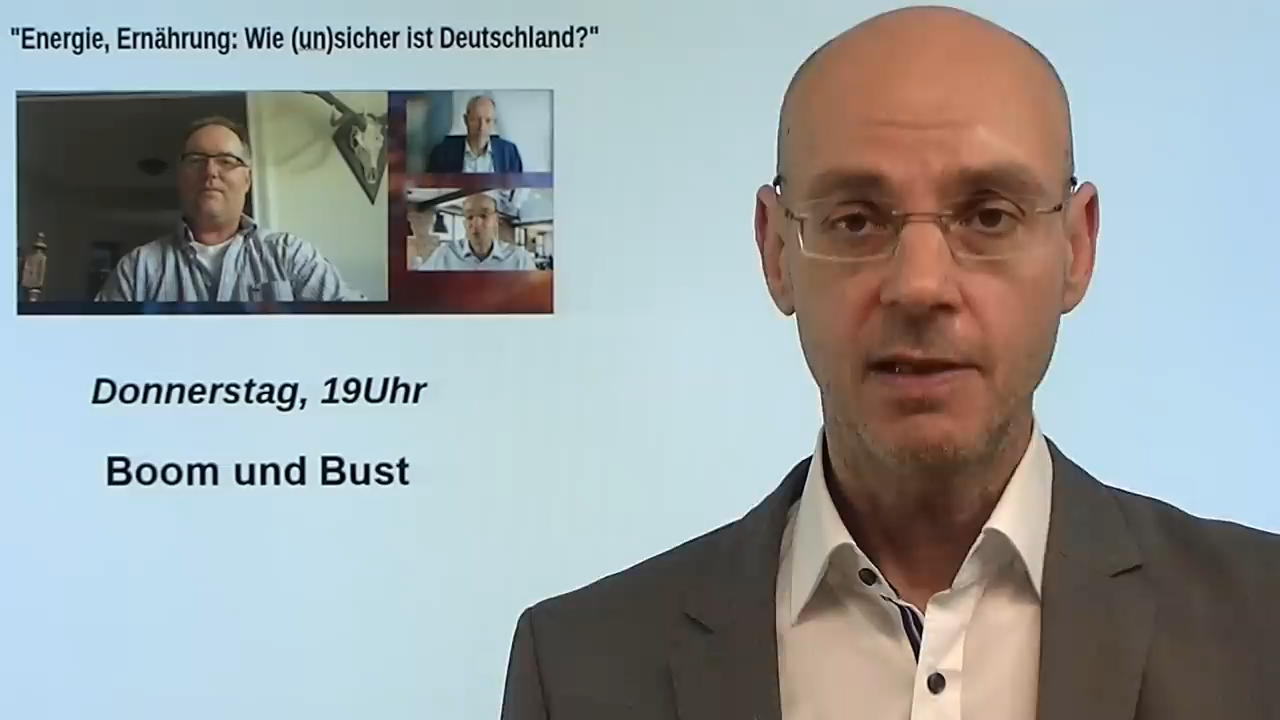 "Energie, Ernährung: Wie (un)sicher ist Deutschland?"
Donnerstag, 19Uhr
Boom und Bust